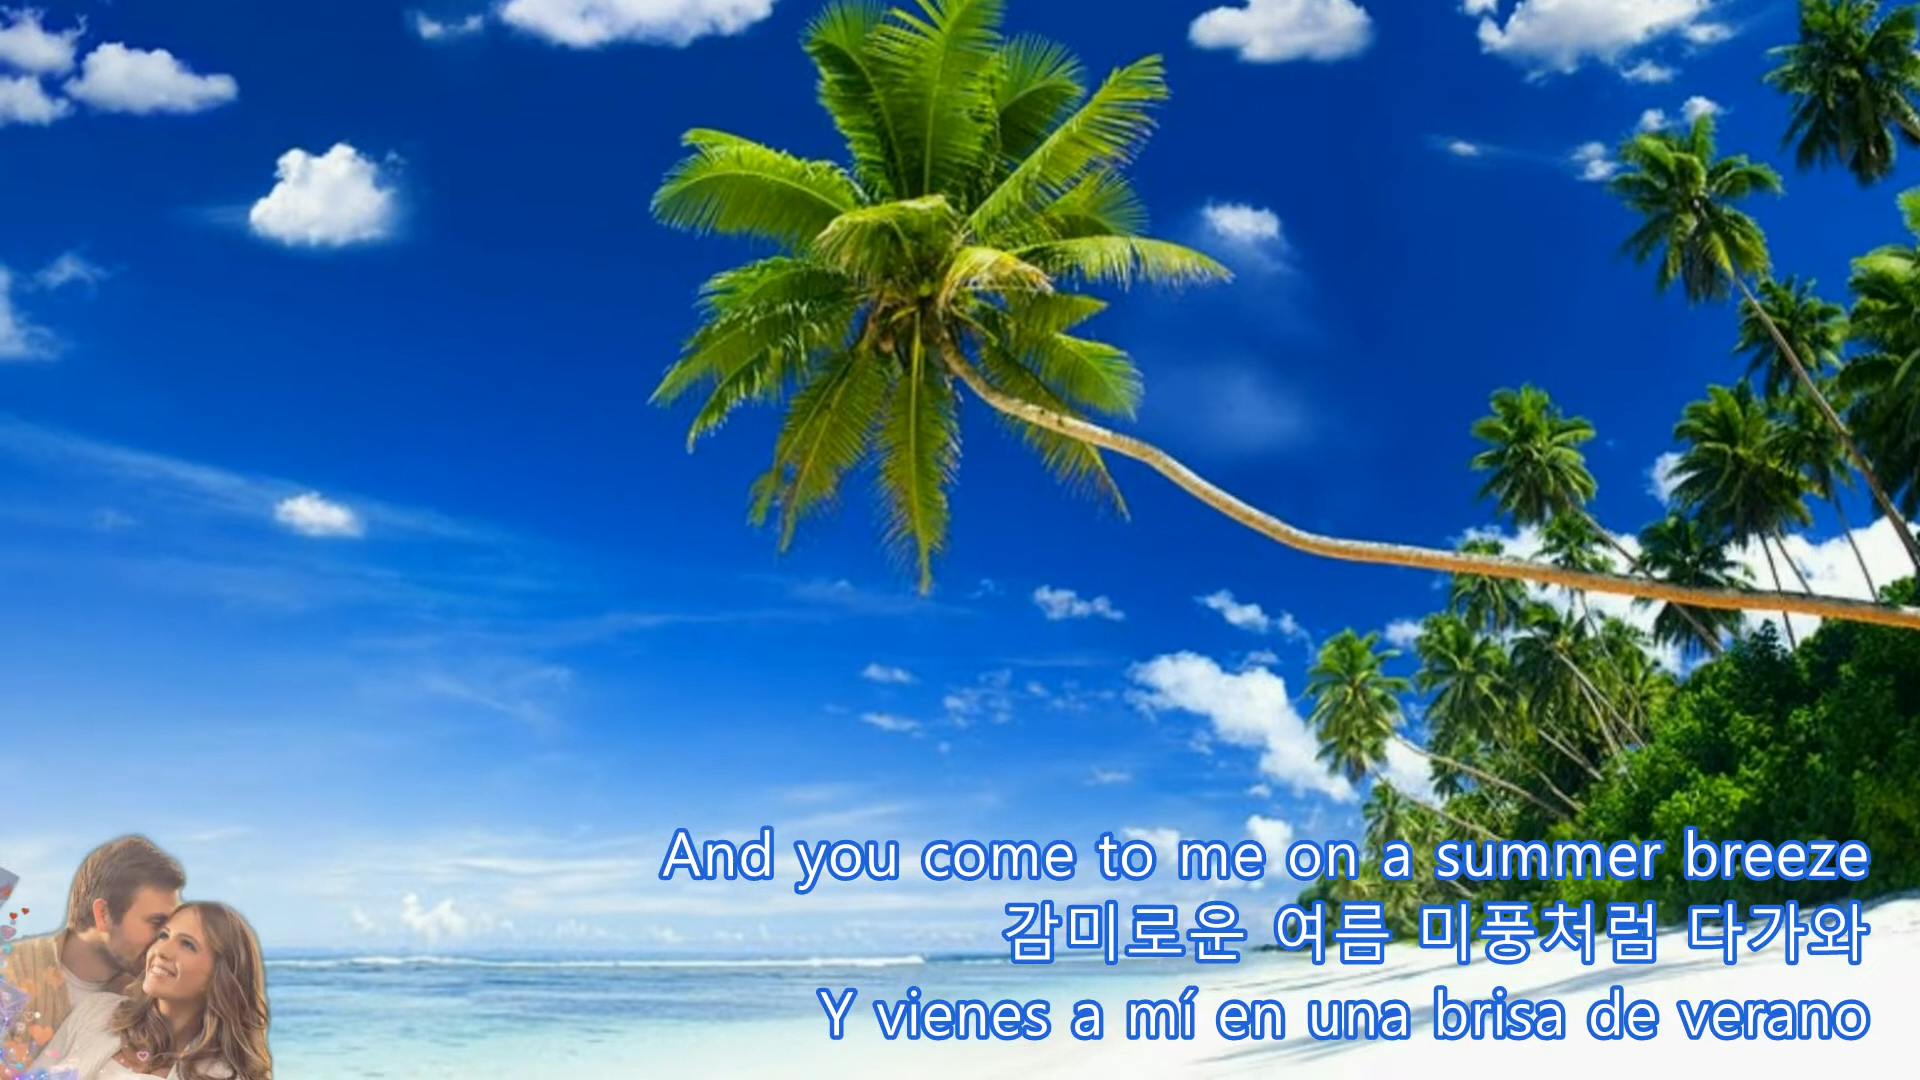 And you come to me on a summer breeze
감미로운 여름 미풍처럼 다가와
Y vienes a mí en una brisa de verano